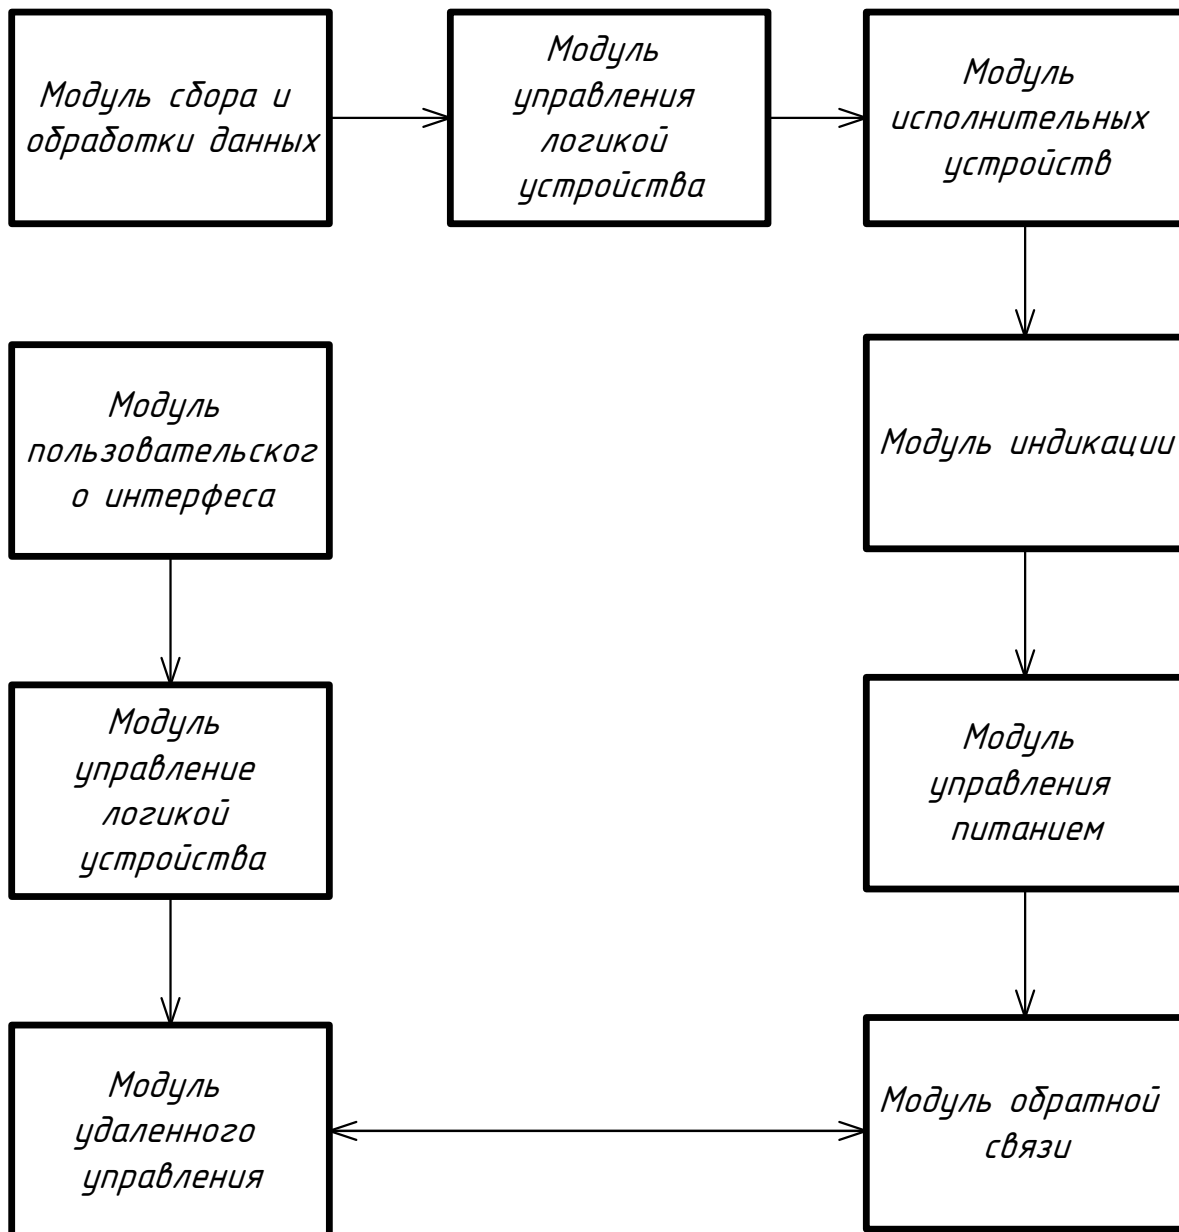 Модуль сбора и
обработки данных
Модуль
управления
логикой
устройства
Модуль
исполнительных
устройств
Модуль
пользовательског
о интерфеса
Модуль индикации
Модуль
управление
логикой
устройства
Модуль
управления
питанием
Модуль
удаленного
управления
Модуль обратной
связи